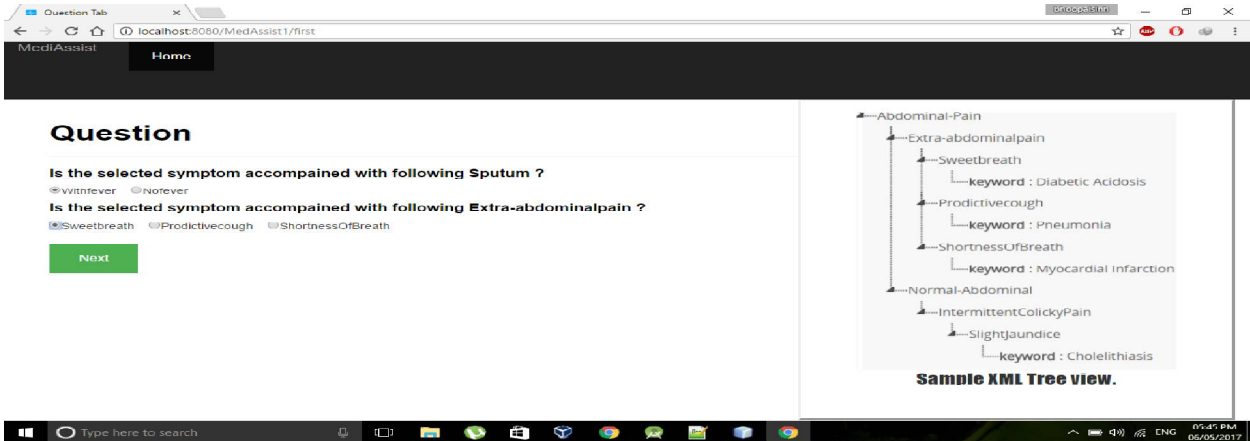 Question Tab
localhost:8080/MedAssist1/first
MediAssist
Home
Question
Is the selected symptom accompained with following Sputum ?
Withfever Nofever
Is the selected symptom accompained with following Extra-abdominalpain ?
Sweetbreath Prodictivecough ShortnessOfBreath
Next
Abdominal-Pain
Extra-abdominalpain
Sweetbreath
keyword : Diabetic Acidosis
Prodictivecough
keyword : Pneumonia
ShortnessOfBreath
keyword : Myocardial Infarction
Normal-Abdominal
IntermittentColickyPain
SlightJaundice
keyword : Cholelithiasis
Sample XML Tree view.
Type here to search
ENG
05:45 PM
06/05/2017